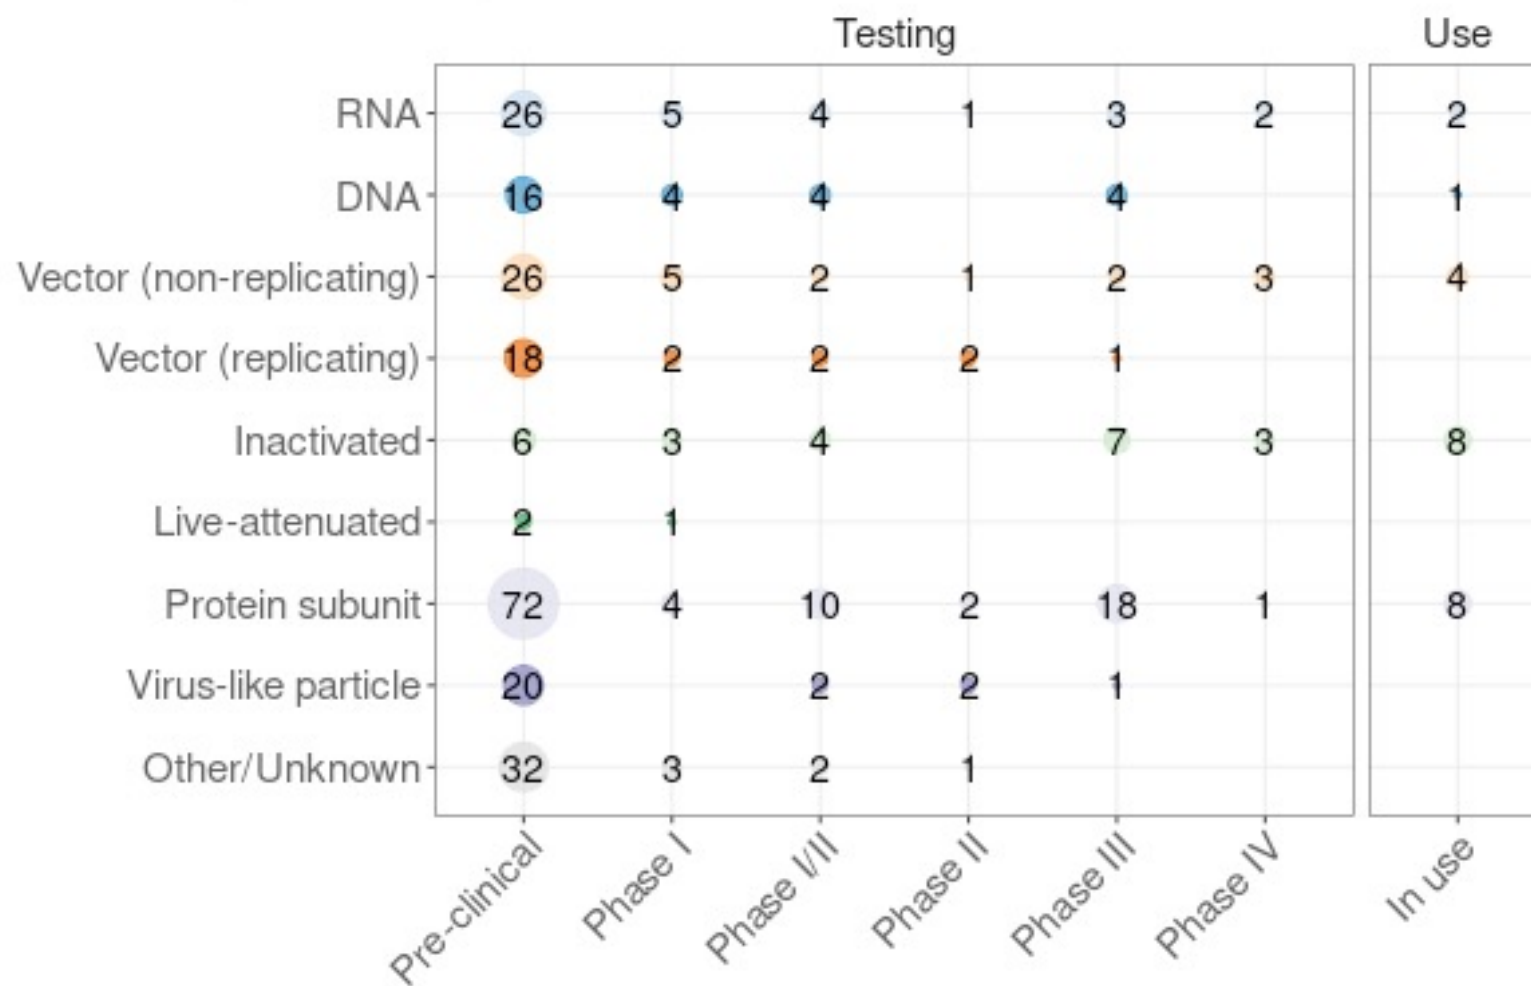 Testing Use
RNA 26 5 4 1 3 2 2
DNA 16 4 4 4 1
Vector (non-replicating) 26 5 2 1 2 3 4
Vector (replicating) 18 2 2 2 1
Inactivated 6 3 4 7 3 8
Live-attenuated 2 1
Protein subunit 72 4 10 2 18 1 8
Virus-like particle 20 2 2 1
Other/Unknown 32 3 2 1
Pre-clinical Phase I Phase I/II Phase II Phase III Phase IV In use